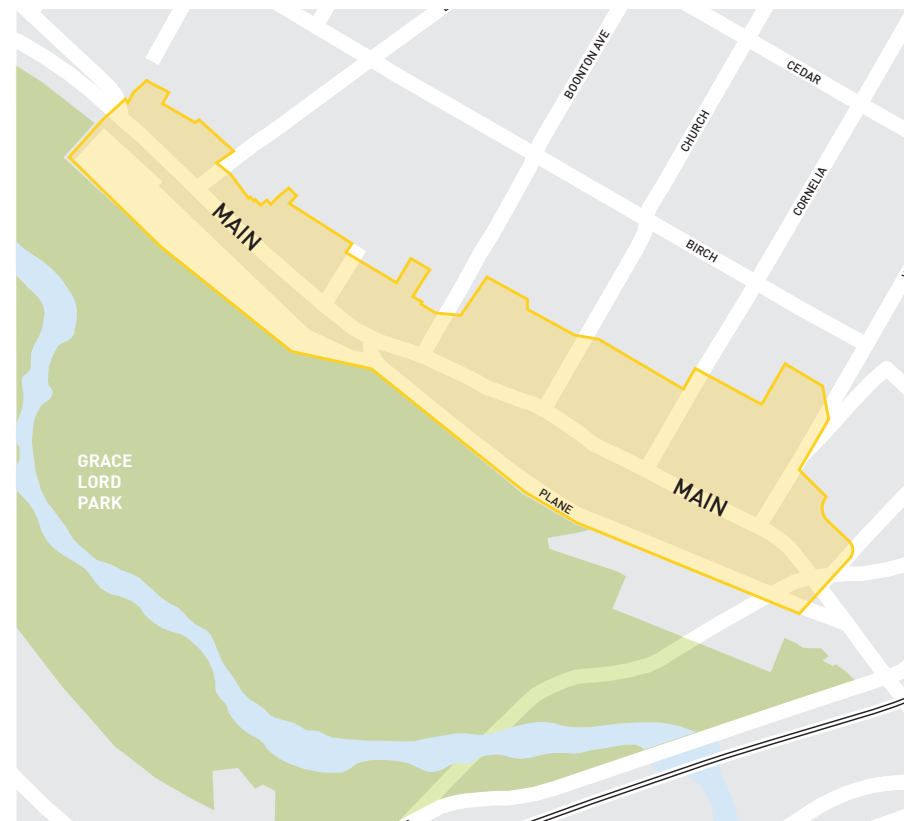 BOONTON AVE
CEDAR
CHURCH
CORNELIA
MAIN
BIRCH
GRACE
LORD
PARK
PLANE
MAIN